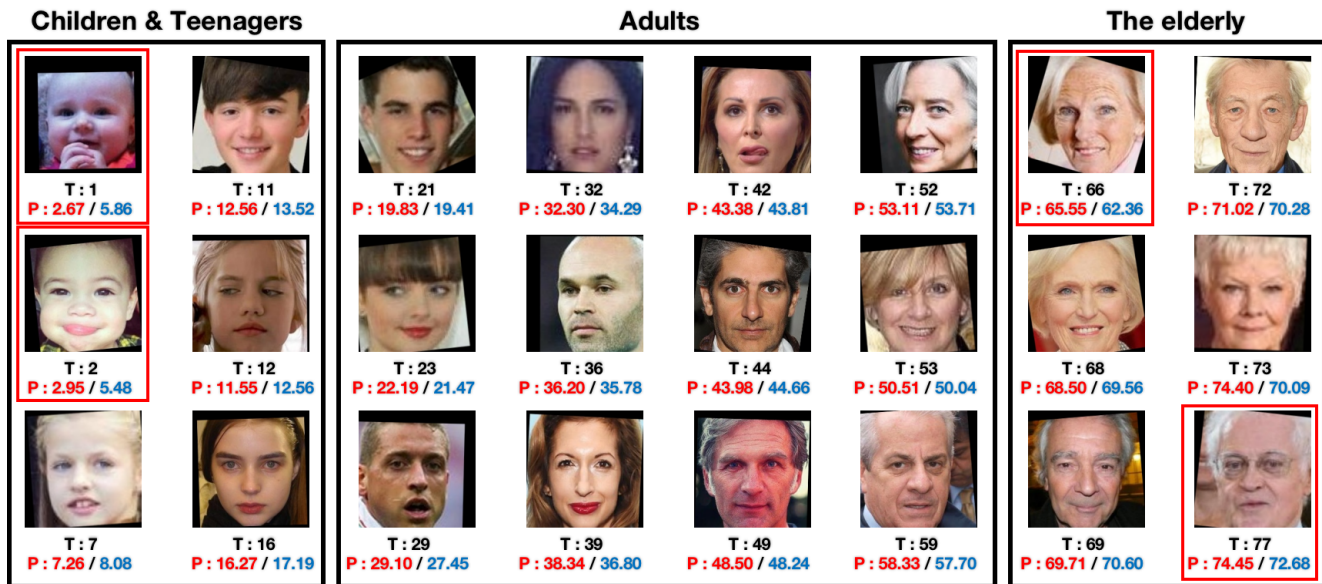 Children & Teenagers
Adults
The elderly
T : 1
T : 11
T : 21
T : 32
T : 42
T : 52
T : 66
T : 72
P : 2.67 / 5.86
P : 12.56 / 13.52
P : 19.83 / 19.41
P : 32.30 / 34.29
P : 43.38 / 43.81
P : 53.11 / 53.71
P : 65.55 / 62.36
P : 71.02 / 70.28
T : 2
T : 12
T : 23
T : 36
T : 44
T : 53
T : 68
T : 73
P : 2.95 / 5.48
P : 11.55 / 12.56
P : 22.19 / 21.47
P : 36.20 / 35.78
P : 43.98 / 44.66
P : 50.51 / 50.04
P : 68.50 / 69.56
P : 74.40 / 70.09
T : 7
T : 16
T : 29
T : 39
T : 49
T : 59
T : 69
T : 77
P : 7.26 / 8.08
P : 16.27 / 17.19
P : 29.10 / 27.45
P : 38.34 / 36.80
P : 48.50 / 48.24
P : 58.33 / 57.70
P : 69.71 / 70.60
P : 74.45 / 72.68